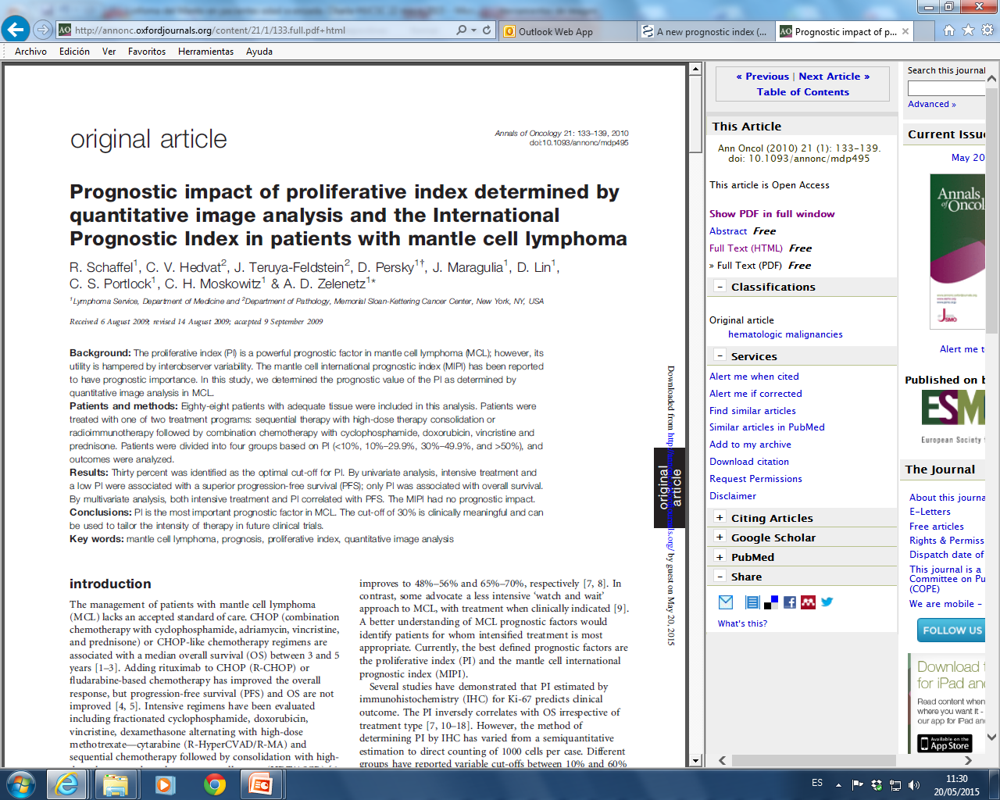 http://annonc.oxfordjournals.org/content/21/1/133.full.pdf+html
Outlook Web App
A new prognostic index (...
Prognostic impact of p...
Archivo Edición Ver Favoritos Herramientas Ayuda
original article
Annals of Oncology 21: 133–139, 2010
doi:10.1093/annonc/mdp495
Prognostic impact of proliferative index determined by
quantitative image analysis and the International
Prognostic Index in patients with mantle cell lymphoma
R. Schaffel1, C. V. Hedvat2, J. Teruya-Feldstein2, D. Persky1†, J. Maragulia1, D. Lin1,
C. S. Portlock1, C. H. Moskowitz1 & A. D. Zelenetz1*
1Lymphoma Service, Department of Medicine and 2Department of Pathology, Memorial Sloan-Kettering Cancer Center, New York, NY, USA
Received 6 August 2009; revised 14 August 2009; accepted 9 September 2009
Background: The proliferative index (PI) is a powerful prognostic factor in mantle cell lymphoma (MCL); however, its
utility is hampered by interobserver variability. The mantle cell international prognostic index (MIPI) has been reported
to have prognostic importance. In this study, we determined the prognostic value of the PI as determined by
quantitative image analysis in MCL.
Patients and methods: Eighty-eight patients with adequate tissue were included in this analysis. Patients were
treated with one of two treatment programs: sequential therapy with high-dose therapy consolidation or
radioimmunotherapy followed by combination chemotherapy with cyclophosphamide, doxorubicin, vincristine and
prednisone. Patients were divided into four groups based on PI (<10%, 10%–29.9%, 30%–49.9%, and >50%), and
outcomes were analyzed.
Results: Thirty percent was identified as the optimal cut-off for PI. By univariate analysis, intensive treatment and
a low PI were associated with a superior progression-free survival (PFS); only PI was associated with overall survival.
By multivariate analysis, both intensive treatment and PI correlated with PFS. The MIPI had no prognostic impact.
Conclusions: PI is the most important prognostic factor in MCL. The cut-off of 30% is clinically meaningful and can
be used to tailor the intensity of therapy in future clinical trials.
Key words: mantle cell lymphoma, prognosis, proliferative index, quantitative image analysis
introduction
The management of patients with mantle cell lymphoma
(MCL) lacks an accepted standard of care. CHOP (combination
chemotherapy with cyclophosphamide, adriamycin, vincristine,
and prednisone) or CHOP-like chemotherapy regimens are
associated with a median overall survival (OS) between 3 and 5
years [1–3]. Adding rituximab to CHOP (R-CHOP) or
fludarabine-based chemotherapy has improved the overall
response, but progression-free survival (PFS) and OS are not
improved [4, 5]. Intensive regimens have been evaluated
including fractionated cyclophosphamide, doxorubicin,
vincristine, dexamethasone alternating with high-dose
methotrexate—cytarabine (R-HyperCVAD/R-MA) and
sequential chemotherapy followed by consolidation with high-
improves to 48%–56% and 65%–70%, respectively [7, 8]. In
contrast, some advocate a less intensive ‘watch and wait’
approach to MCL, with treatment when clinically indicated [9].
A better understanding of MCL prognostic factors would
identify patients for whom intensified treatment is most
appropriate. Currently, the best defined prognostic factors are
the proliferative index (PI) and the mantle cell international
prognostic index (MIPI).
Several studies have demonstrated that PI estimated by
immunohistochemistry (IHC) for Ki-67 predicts clinical
outcome. The PI inversely correlates with OS irrespective of
treatment type [7, 10–18]. However, the method of
determining PI by IHC has varied from a semiquantitative
estimation to direct counting of 1000 cells per case. Different
groups have reported variable cut-offs between 10% and 60%
original
article
Downloaded from by guest on May 20, 2015
« Previous | Next Article »
Table of Contents
This Article
Ann Oncol (2010) 21 (1): 133-139.
doi: 10.1093/annonc/mdp495
This article is Open Access
Show PDF in full window
Abstract Free
Full Text (HTML) Free
» Full Text (PDF) Free
− Classifications
Original article
hematologic malignancies
− Services
Alert me when cited
Alert me if corrected
Find similar articles
Similar articles in PubMed
Add to my archive
Download citation
Request Permissions
Disclaimer
+ Citing Articles
+ Google Scholar
+ PubMed
− Share
What's this?
Search this journal
Advanced »
Current Issue
May 20
Annals
of Oncol
JSMO
Alert me t
Published on b
ESM
European Society
The Journal
About this journa
E-Letters
Free articles
Rights & Permiss
Dispatch date of
This journal is a
Committee on Pu
(COPE)
We are mobile –
FOLLOW US
Download
for iPad and
Read content when
where you want it -
our app for iPad and
Available on the
App Store
ES
11:30
20/05/2015